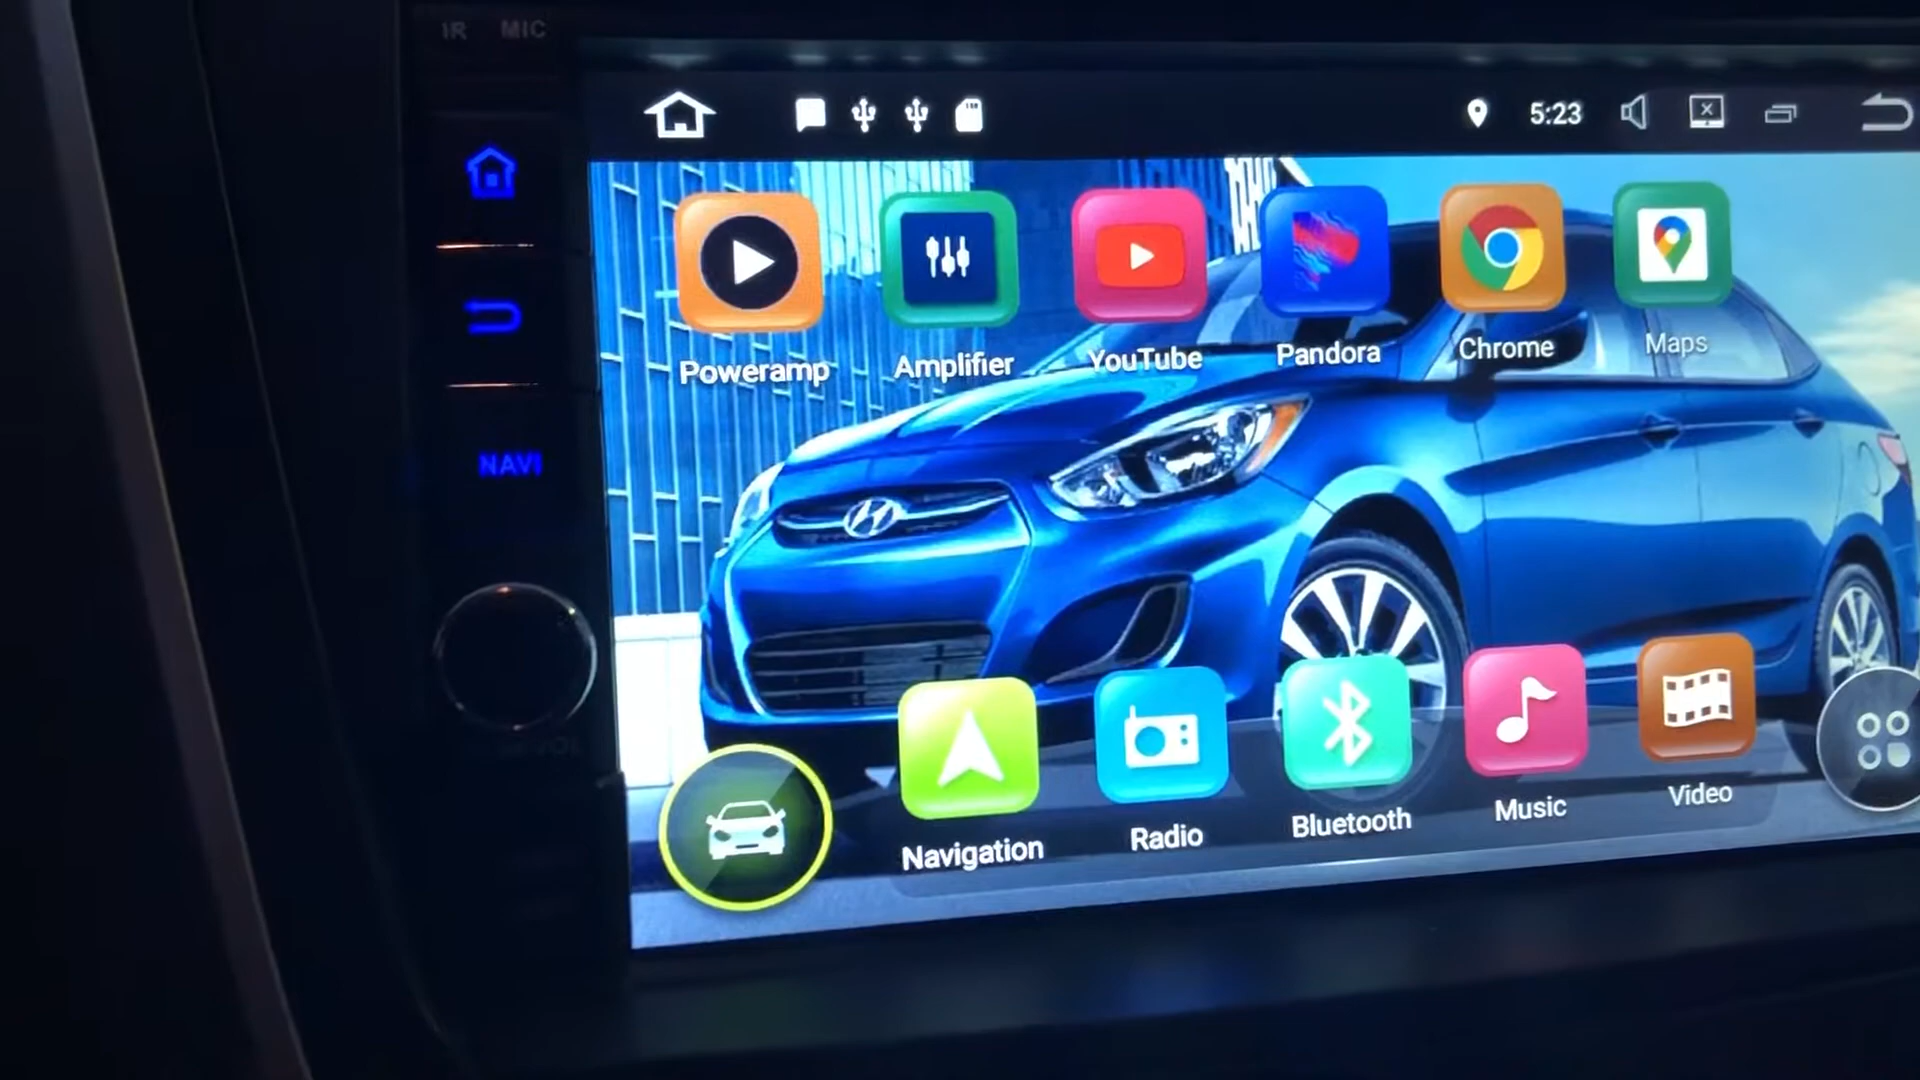 IR MIC
5:23
Poweramp Amplifier YouTube Pandora Chrome Maps
NAVI
Navigation Radio Bluetooth Music Video